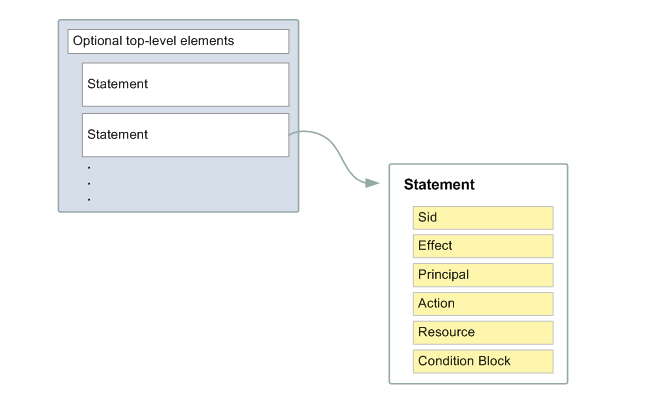 Optional top-level elements
Statement
Statement
.
.
.
Statement
Sid
Effect
Principal
Action
Resource
Condition Block